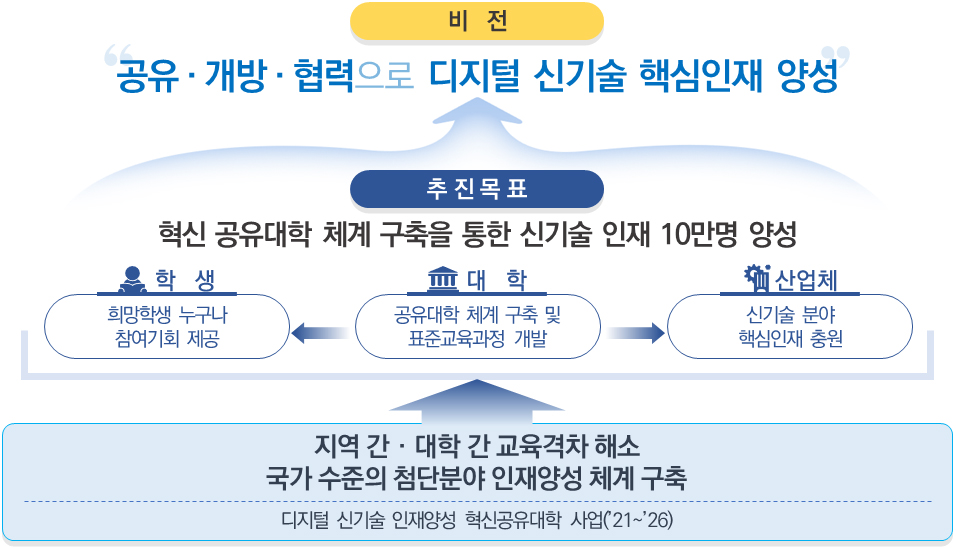 비 전
“공유·개방·협력으로 디지털 신기술 핵심인재 양성”
추진목표
혁신 공유대학 체계 구축을 통한 신기술 인재 10만명 양성
학 생
희망학생 누구나
참여기회 제공
대 학
공유대학 체계 구축 및
표준교육과정 개발
산업체
신기술 분야
핵심인재 충원
지역 간 · 대학 간 교육격차 해소
국가 수준의 첨단분야 인재양성 체계 구축
디지털 신기술 인재양성 혁신공유대학 사업('21~'26)